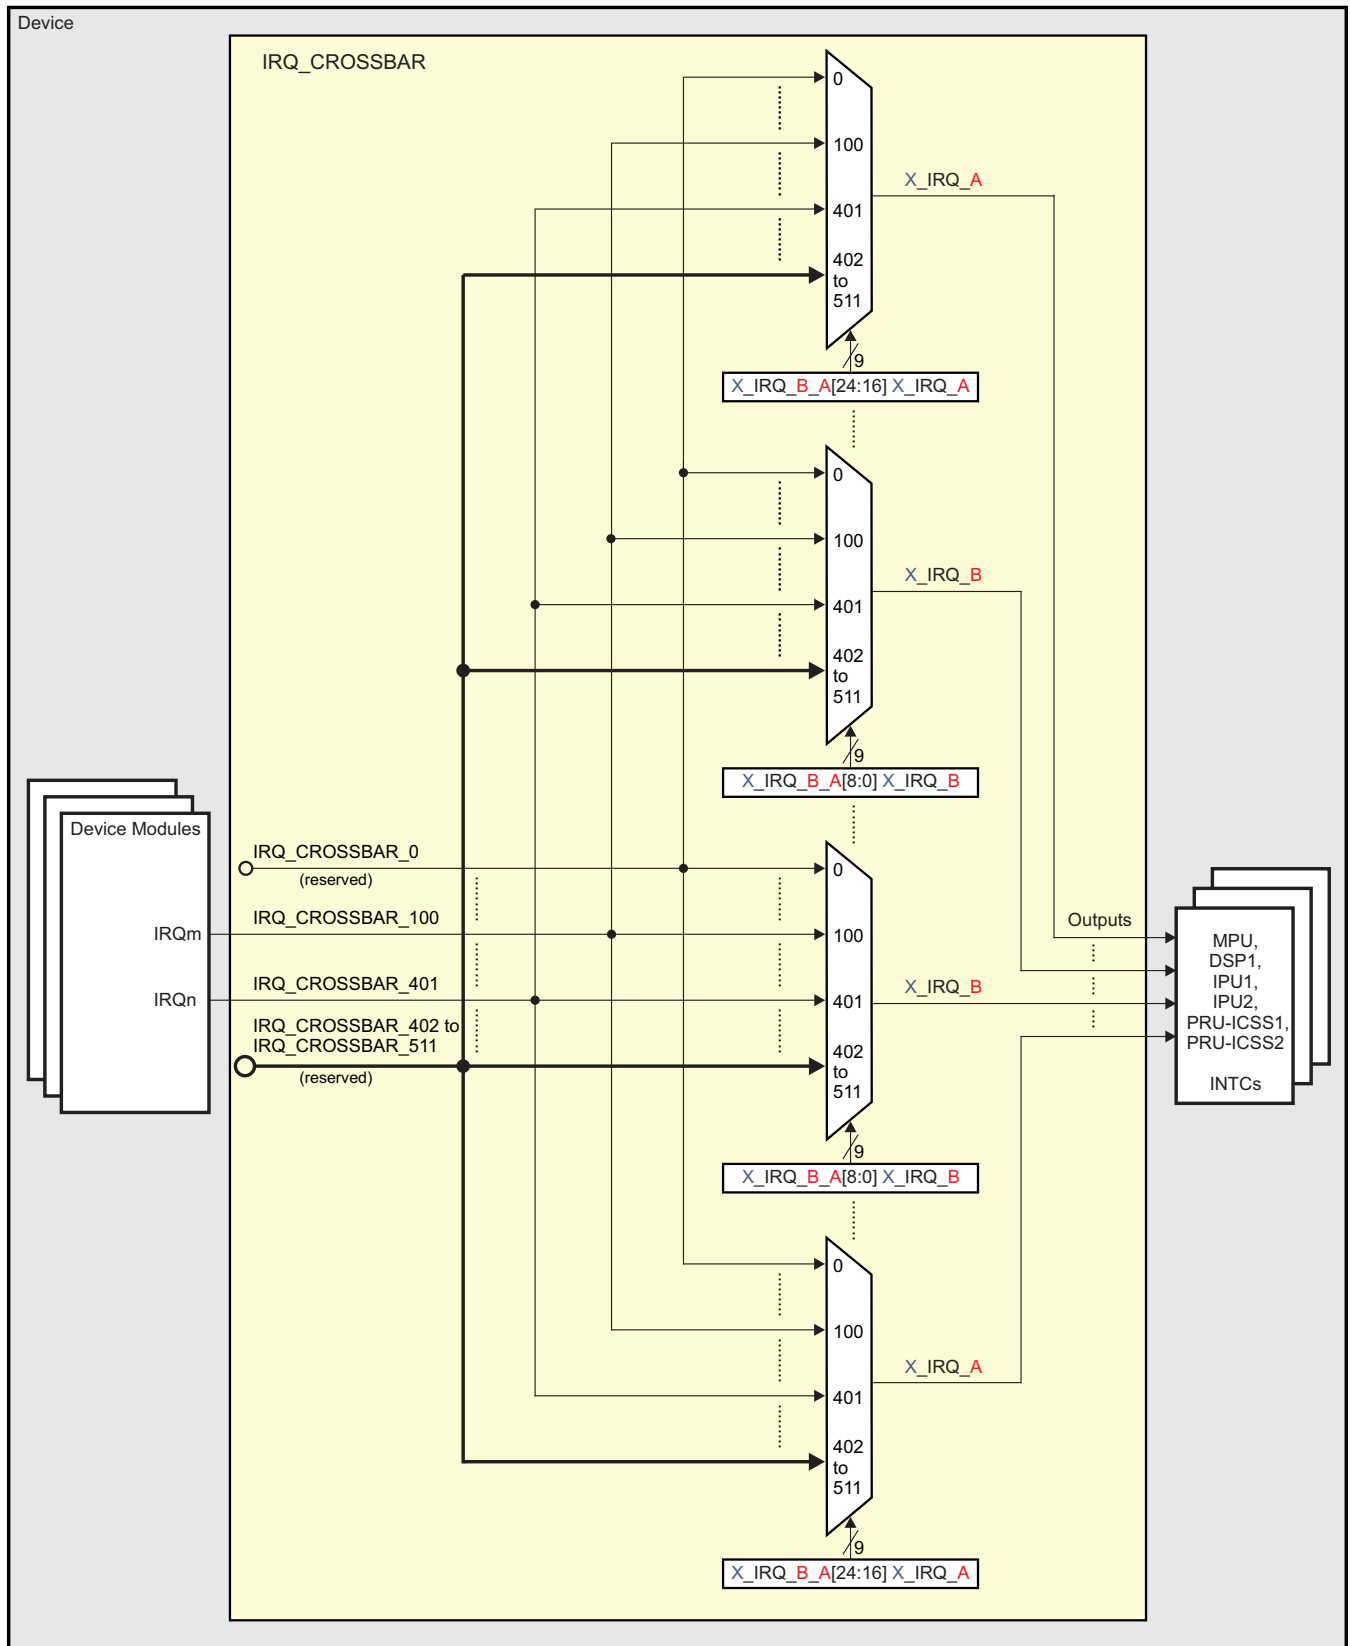 Device
IRQ_CROSSBAR
0
100
X_IRQ_A
401
402
to
511
9
X_IRQ_B_A[24:16] X_IRQ_A
0
100
X_IRQ_B
401
402
to
511
9
X_IRQ_B_A[8:0] X_IRQ_B
Device Modules
IRQm
IRQn
IRQ_CROSSBAR_0
(reserved)
IRQ_CROSSBAR_100
IRQ_CROSSBAR_401
IRQ_CROSSBAR_402 to
IRQ_CROSSBAR_511
(reserved)
0
100
401
402
to
511
X_IRQ_B
9
X_IRQ_B_A[8:0] X_IRQ_B
Outputs
MPU,
DSP1,
IPU1,
IPU2,
PRU-ICSS1,
PRU-ICSS2
INTCs
0
100
X_IRQ_A
401
402
to
511
9
X_IRQ_B_A[24:16] X_IRQ_A